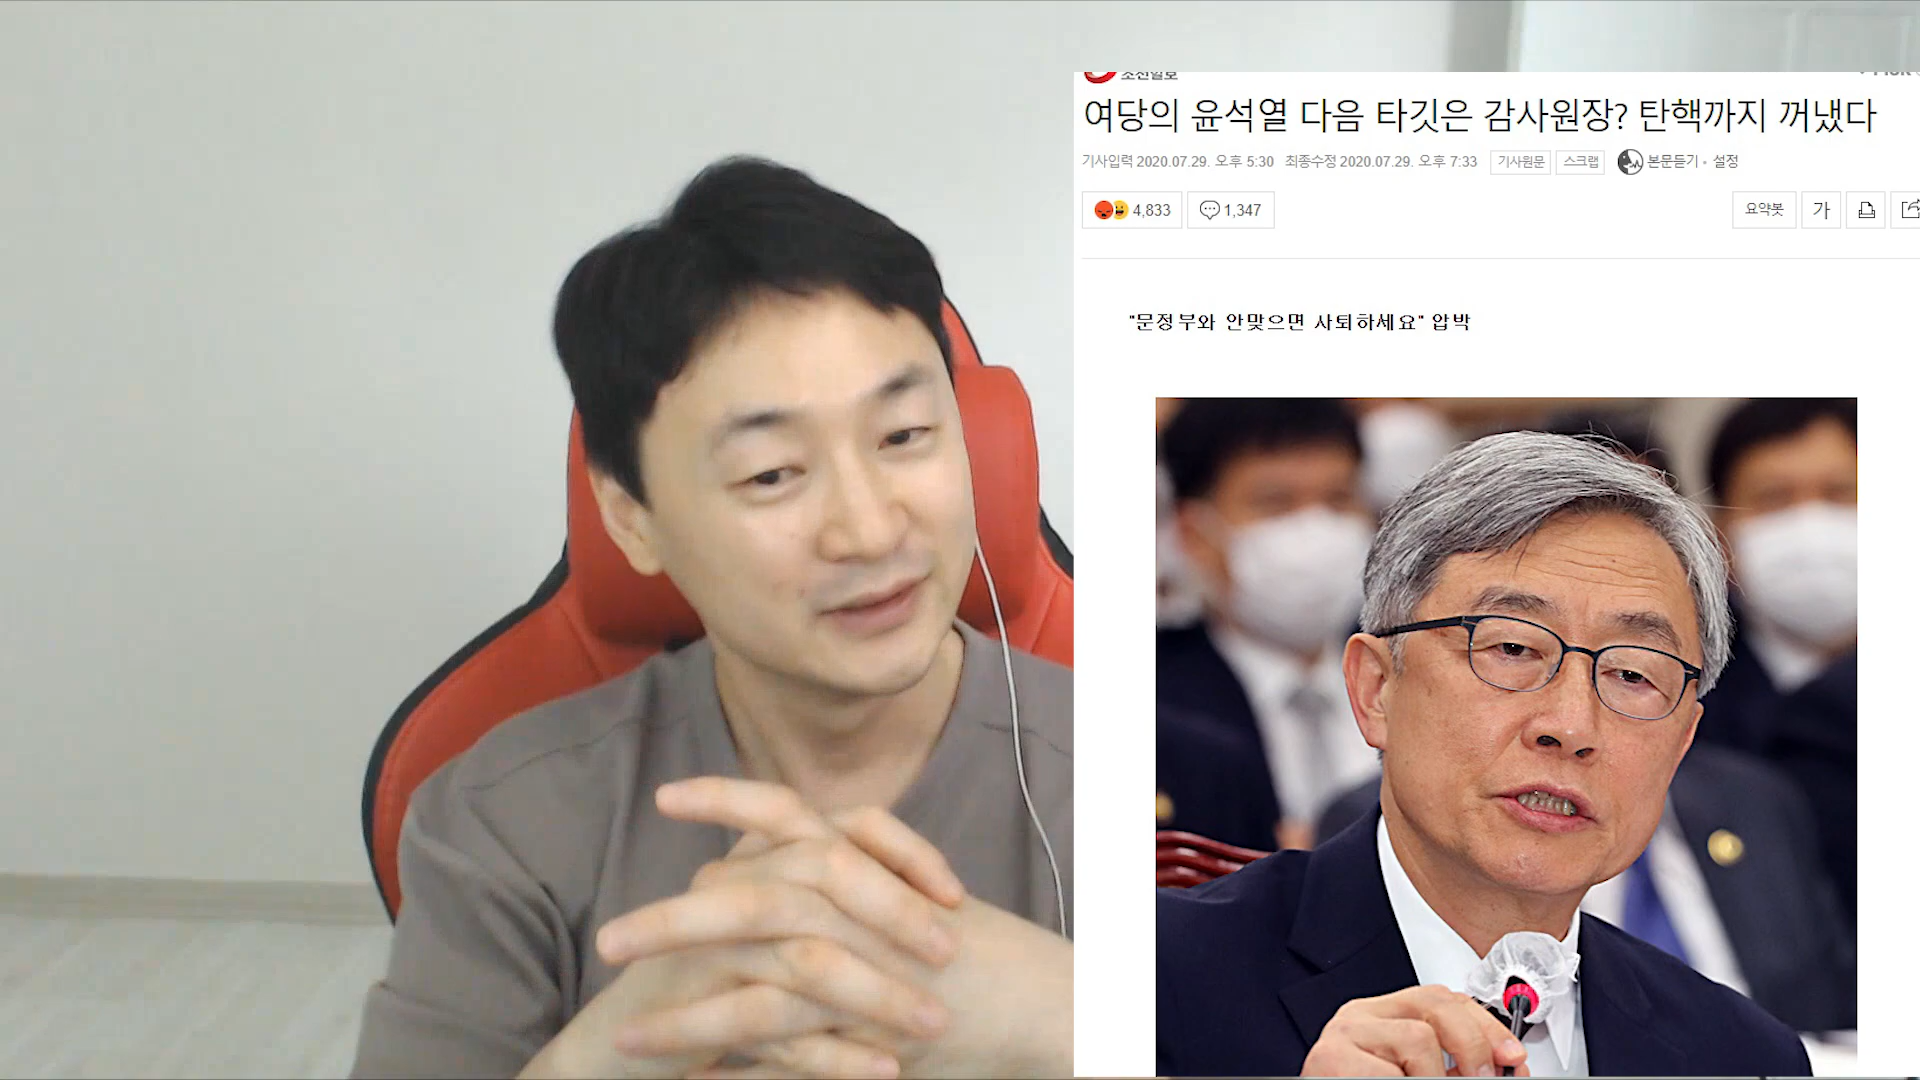 조선일보
여당의 윤석열 다음 타깃은 감사원장? 탄핵까지 꺼냈다
기사입력 2020.07.29. 오후 5:30 최종수정 2020.07.29. 오후 7:33 기사원문 스크랩 본문듣기 · 설정
4,833 1,347 요약봇 가
"문정부와 안맞으면 사퇴하세요" 압박